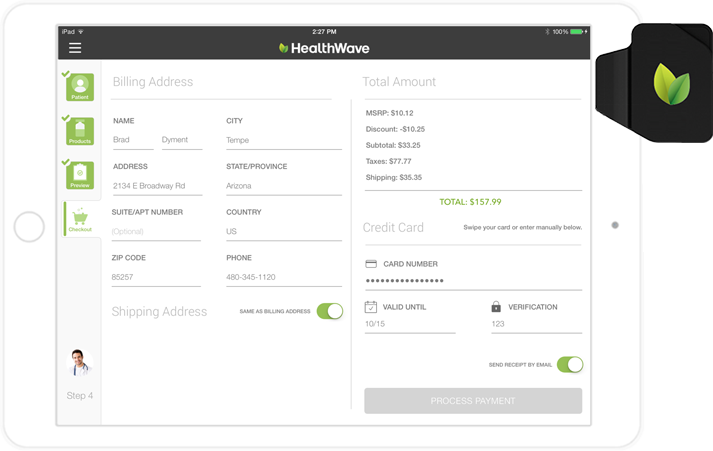 iPad 2:27 PM 100%
HealthWave
Patient
Products
Preview
Checkout
Step 4
Billing Address
NAME CITY
Brad Dyment Tempe
ADDRESS STATE/PROVINCE
2134 E Broadway Rd Arizona
SUITE/APT NUMBER COUNTRY
(Optional) US
ZIP CODE PHONE
85257 480-345-1120
Shipping Address SAME AS BILLING ADDRESS
Total Amount
MSRP: $10.12
Discount: -$10.25
Subtotal: $33.25
Taxes: $77.77
Shipping: $35.35
TOTAL: $157.99
Credit Card Swipe your card or enter manually below.
CARD NUMBER
••••••••••••••••
VALID UNTIL VERIFICATION
10/15 123
SEND RECEIPT BY EMAIL
PROCESS PAYMENT